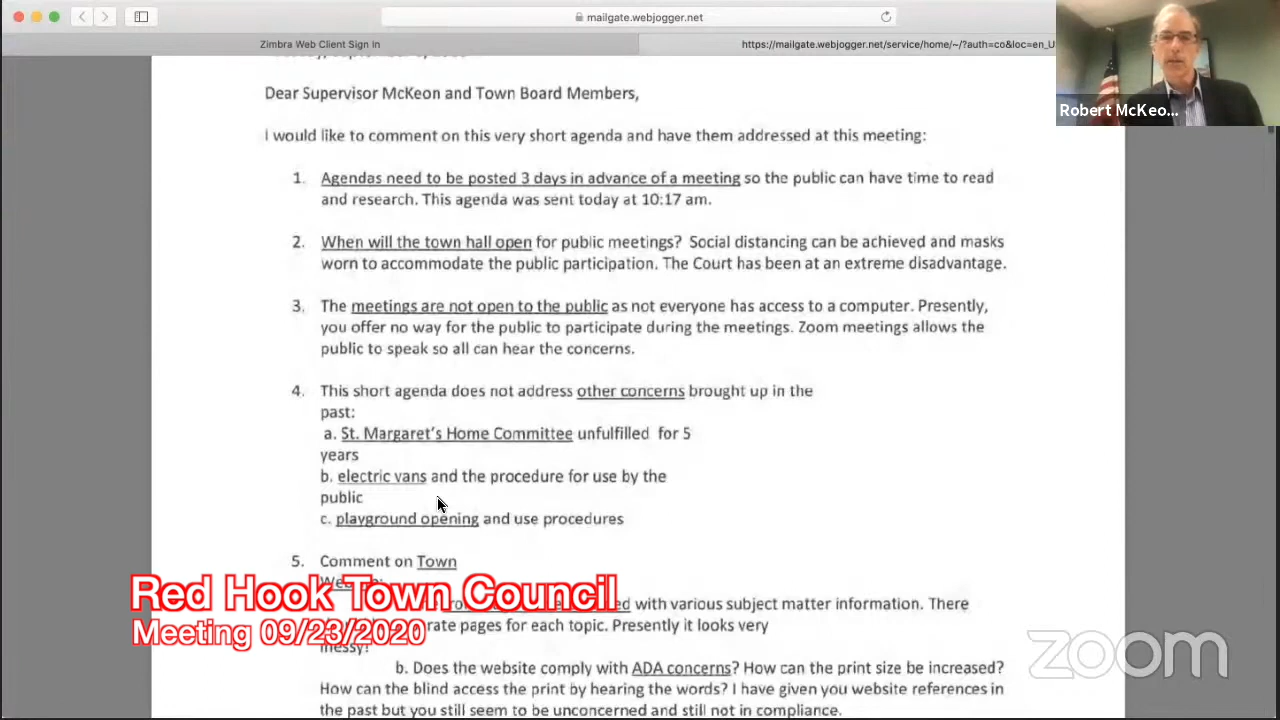 mailgate.webjogger.net
Zimbra Web Client Sign In
https://mailgate.webjogger.net/service/home/~/?auth=co&loc=en_U
Robert McKeo...
Dear Supervisor McKeon and Town Board Members,
I would like to comment on this very short agenda and have them addressed at this meeting:
1. Agendas need to be posted 3 days in advance of a meeting so the public can have time to read
and research. This agenda was sent today at 10:17 am.
2. When will the town hall open for public meetings? Social distancing can be achieved and masks
worn to accommodate the public participation. The Court has been at an extreme disadvantage.
3. The meetings are not open to the public as not everyone has access to a computer. Presently,
you offer no way for the public to participate during the meetings. Zoom meetings allows the
public to speak so all can hear the concerns.
4. This short agenda does not address other concerns brought up in the
past:
a. St. Margaret's Home Committee unfulfilled for 5
years
b. electric vans and the procedure for use by the
public
c. playground opening and use procedures
5. Comment on Town
Red Hook Town Council
with various subject matter information. There
Meeting 09/23/2020
pages for each topic. Presently it looks very
messy!
b. Does the website comply with ADA concerns? How can the print size be increased?
How can the blind access the print by hearing the words? I have given you website references in
the past but you still seem to be unconcerned and still not in compliance.
zoom